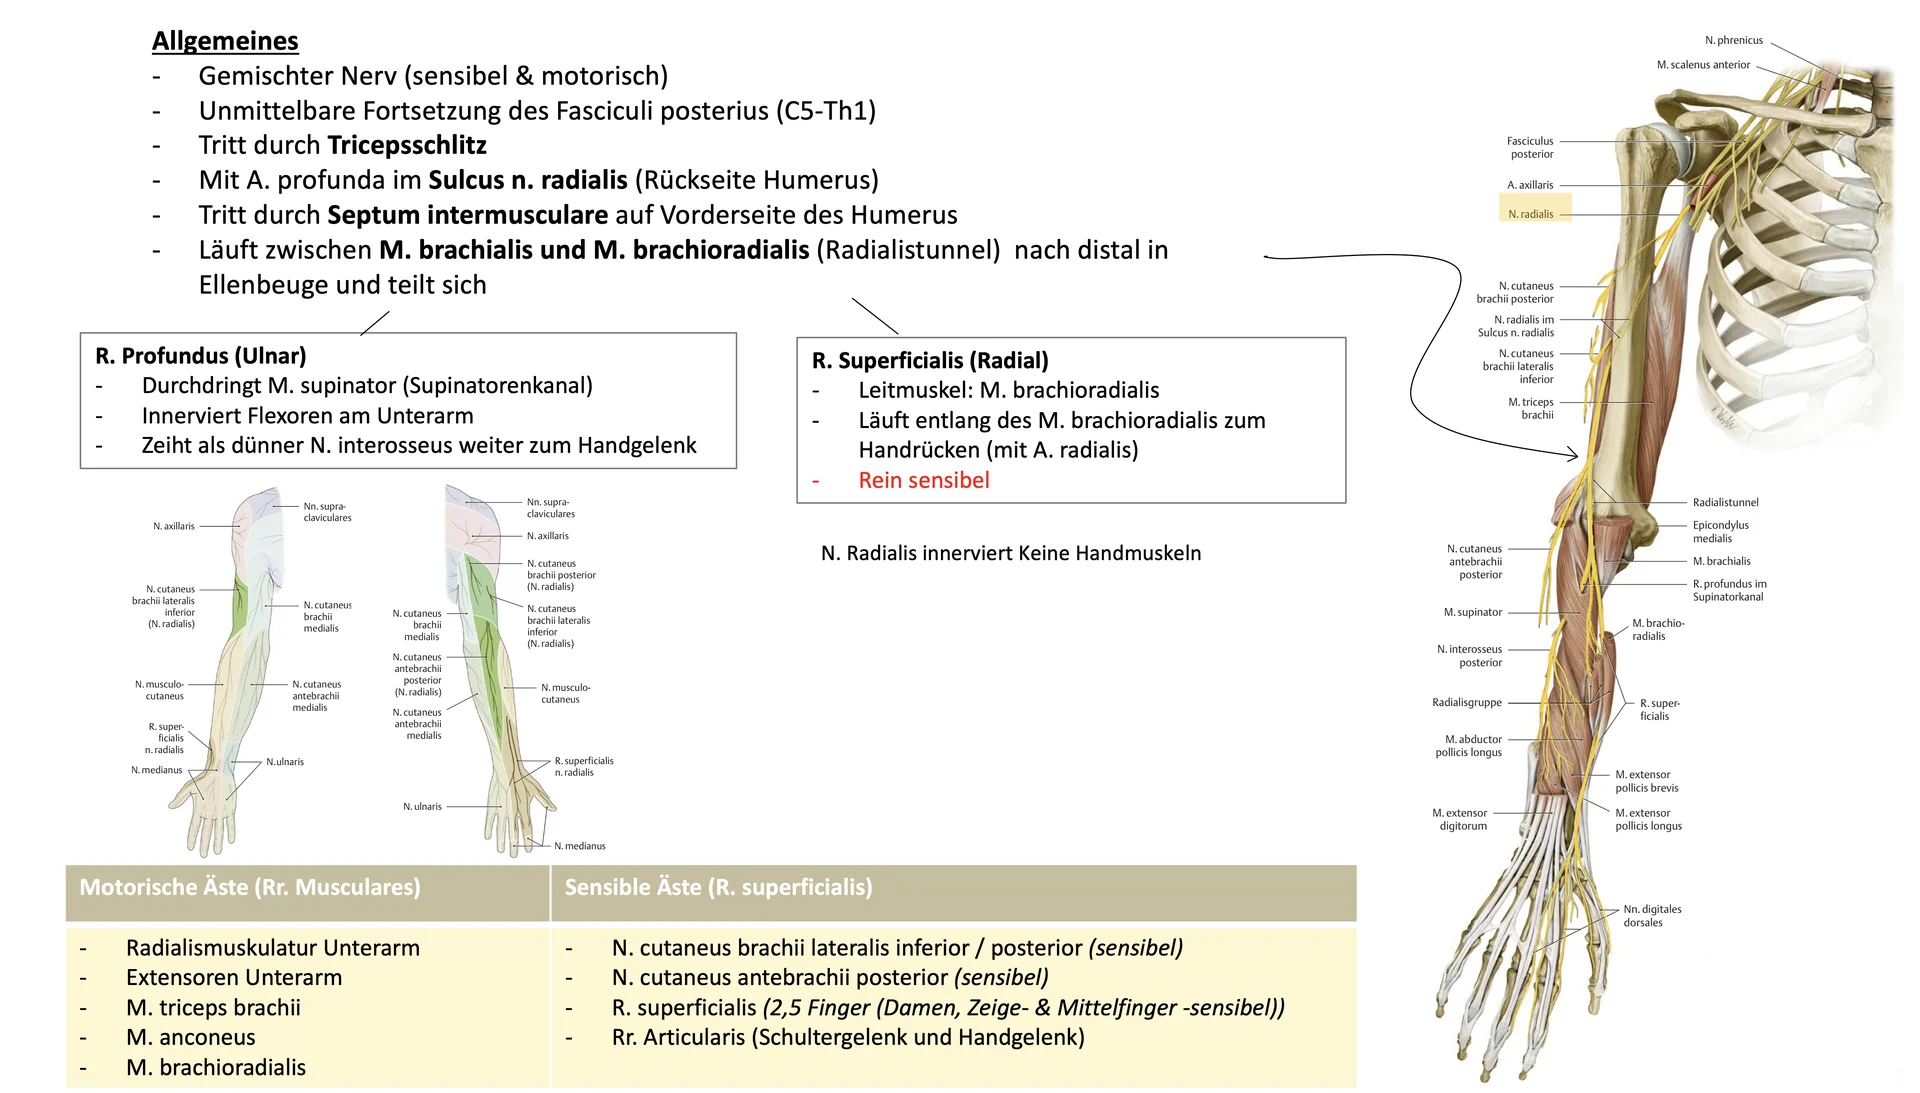 Allgemeines
- Gemischter Nerv (sensibel & motorisch)
- Unmittelbare Fortsetzung des Fasciculi posterius (C5-Th1)
- Tritt durch Tricepsschlitz
- Mit A. profunda im Sulcus n. radialis (Rückseite Humerus)
- Tritt durch Septum intermusculare auf Vorderseite des Humerus
- Läuft zwischen M. brachialis und M. brachioradialis (Radialistunnel) nach distal in
Ellenbeuge und teilt sich
R. Profundus (Ulnar)
- Durchdringt M. supinator (Supinatorenkanal)
- Innerviert Flexoren am Unterarm
- Zeiht als dünner N. interosseus weiter zum Handgelenk
R. Superficialis (Radial)
- Leitmuskel: M. brachioradialis
- Läuft entlang des M. brachioradialis zum
Handrücken (mit A. radialis)
- Rein sensibel
N. Radialis innerviert Keine Handmuskeln
N. axillaris
Nn. supra-
claviculares
N. cutaneus
brachii lateralis
inferior
(N. radialis)
N. cutaneus
brachii
medialis
N. musculo-
cutaneus
N. cutaneus
antebrachii
medialis
R. super-
ficialis
n. radialis
N. medianus
N.ulnaris
Nn. supra-
claviculares
N. axillaris
N. cutaneus
brachii posterior
(N. radialis)
N. cutaneus
brachii lateralis
inferior
(N. radialis)
N. cutaneus
brachii
medialis
N. cutaneus
antebrachii
posterior
(N. radialis)
N. cutaneus
antebrachii
medialis
N. musculo-
cutaneus
R. superficialis
n. radialis
N. ulnaris
N. medianus
Motorische Äste (Rr. Musculares)
- Radialismuskulatur Unterarm
- Extensoren Unterarm
- M. triceps brachii
- M. anconeus
- M. brachioradialis
Sensible Äste (R. superficialis)
- N. cutaneus brachii lateralis inferior / posterior (sensibel)
- N. cutaneus antebrachii posterior (sensibel)
- R. superficialis (2,5 Finger (Damen, Zeige- & Mittelfinger -sensibel))
- Rr. Articularis (Schultergelenk und Handgelenk)
N. phrenicus
M. scalenus anterior
Fasciculus
posterior
A. axillaris
N. radialis
N. cutaneus
brachii posterior
N. radialis im
Sulcus n. radialis
N. cutaneus
brachii lateralis
inferior
M. triceps
brachii
Radialistunnel
Epicondylus
medialis
N. cutaneus
antebrachii
posterior
M. brachialis
R. profundus im
Supinatorkanal
M. supinator
M. brachio-
radialis
N. interosseus
posterior
Radialisgruppe
R. super-
ficialis
M. abductor
pollicis longus
M. extensor
pollicis brevis
M. extensor
digitorum
M. extensor
pollicis longus
Nn. digitales
dorsales